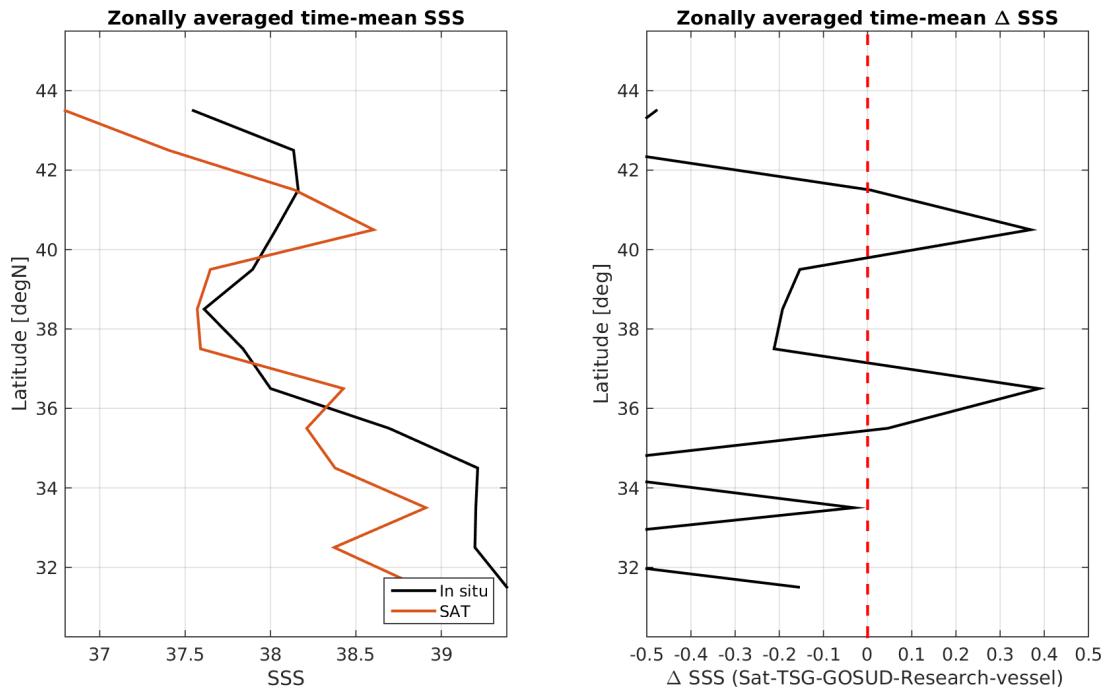 Zonally averaged time-mean SSS
Latitude [degN]
44
42
40
38
36
34
32
37
37.5
38
38.5
39
SSS
In situ
SAT
Zonally averaged time-mean Δ SSS
Latitude [deg]
44
42
40
38
36
34
32
-0.5 -0.4 -0.3 -0.2 -0.1 0 0.1 0.2 0.3 0.4 0.5
Δ SSS (Sat-TSG-GOSUD-Research-vessel)